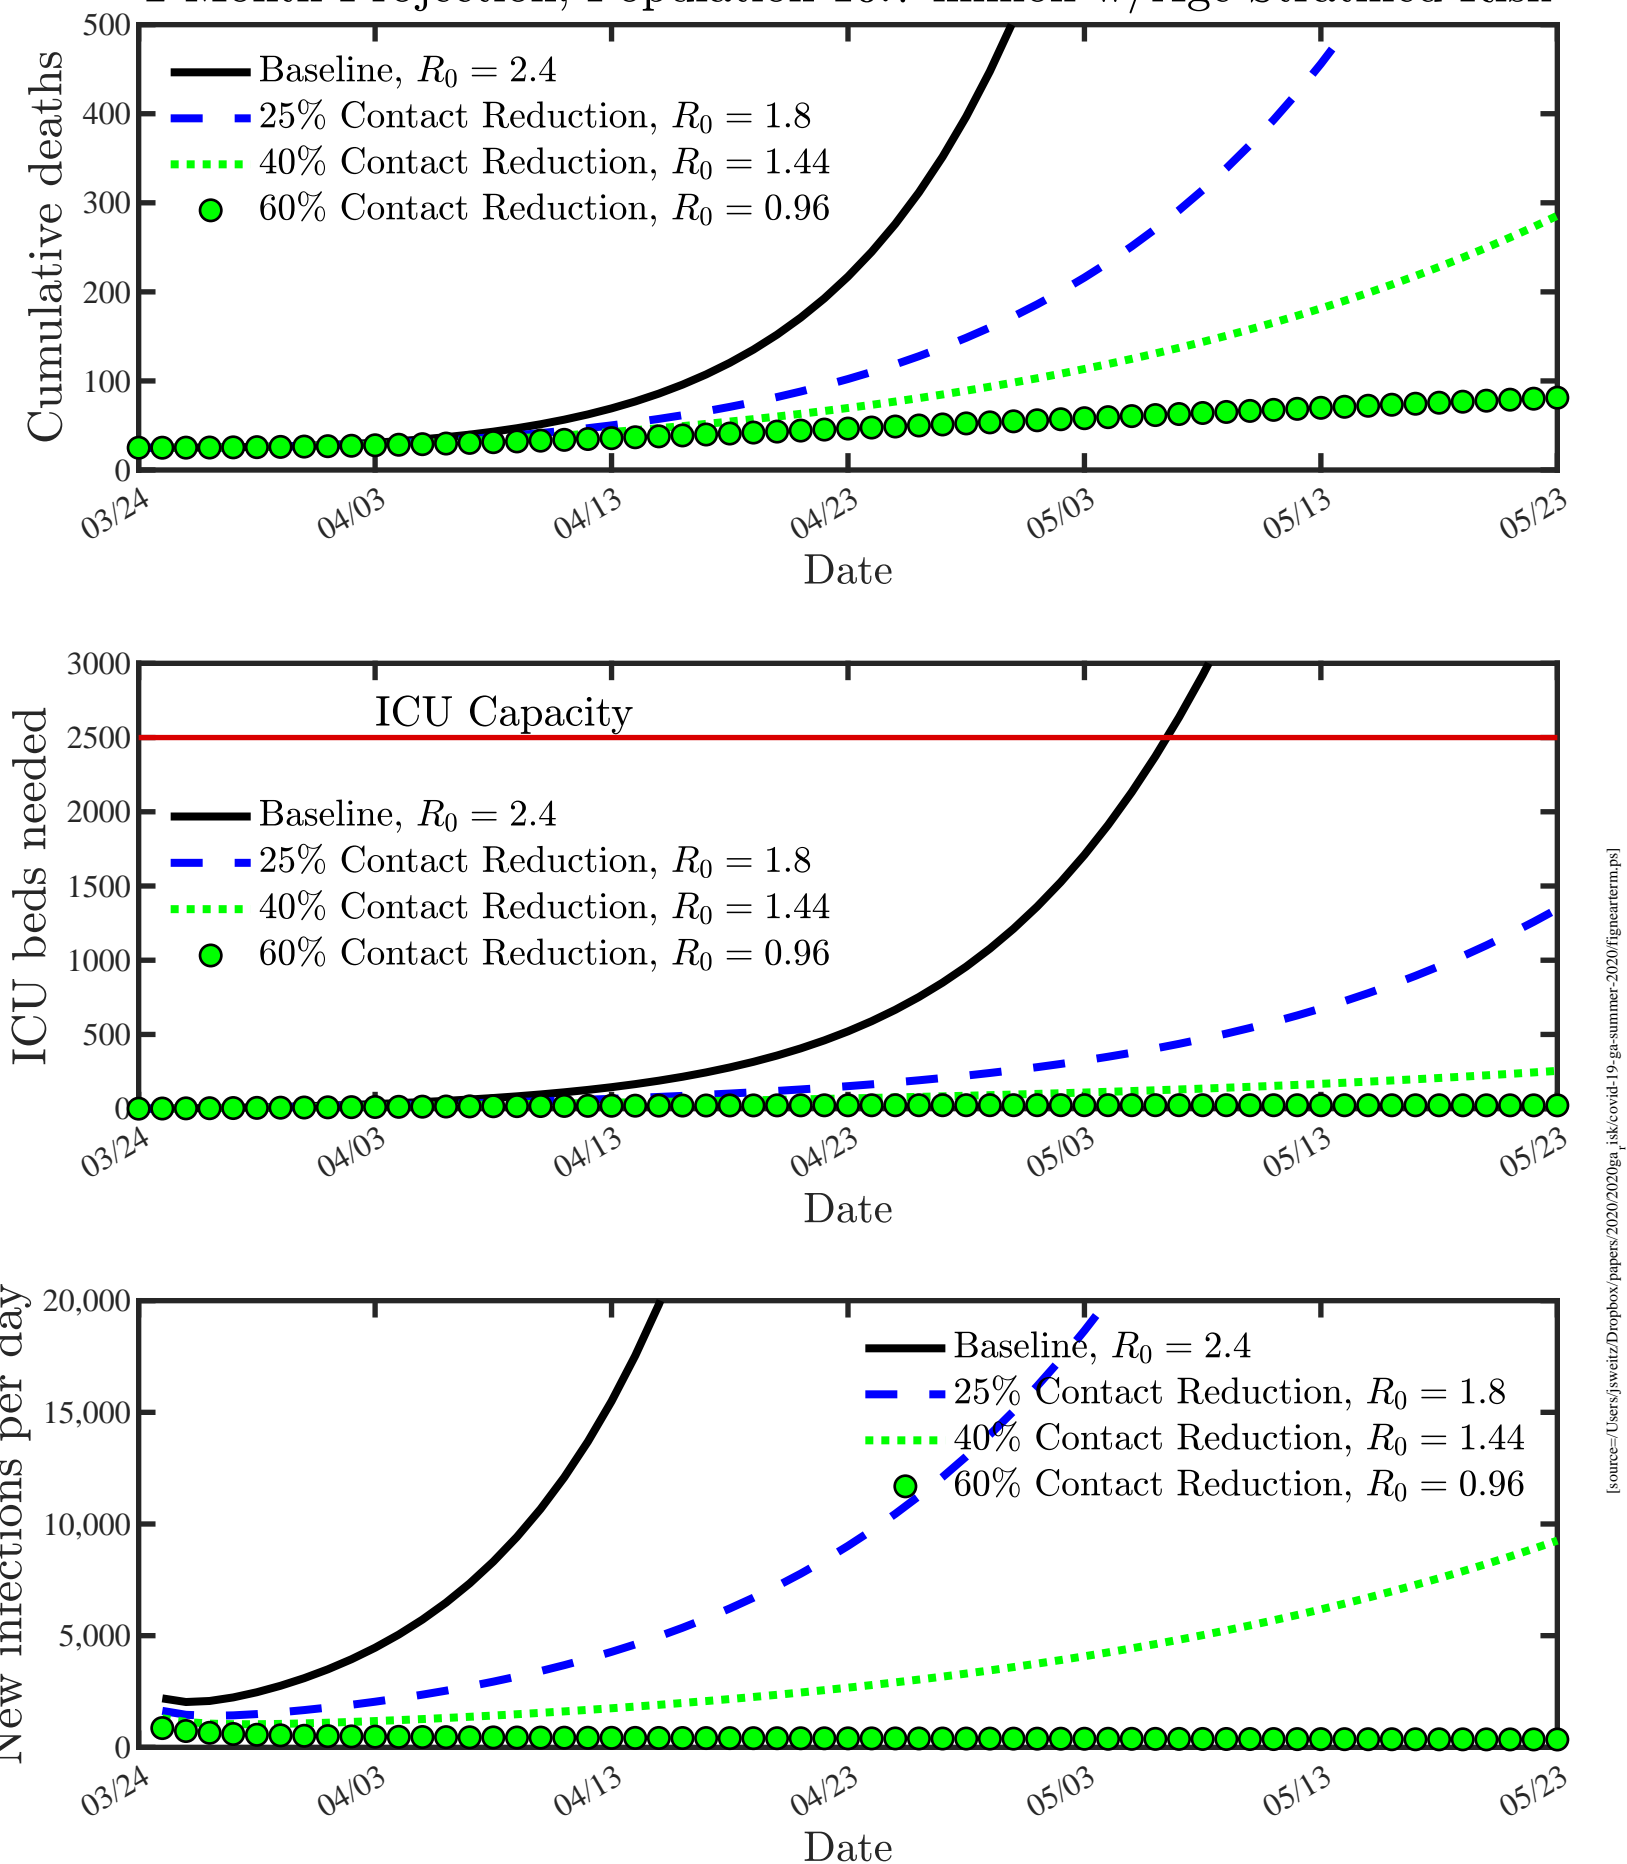 Month Projection, Population
500
400
300
200
100
0
Cumulative deaths
Baseline, R₀ = 2.4
25% Contact Reduction, R₀ = 1.8
40% Contact Reduction, R₀ = 1.44
60% Contact Reduction, R₀ = 0.96
03/24 04/03 04/13 04/23 05/03 05/13 05/23
Date
3000
2500
2000
1500
1000
500
0
ICU beds needed
ICU Capacity
Baseline, R₀ = 2.4
25% Contact Reduction, R₀ = 1.8
40% Contact Reduction, R₀ = 1.44
60% Contact Reduction, R₀ = 0.96
03/24 04/03 04/13 04/23 05/03 05/13 05/23
Date
20,000
15,000
10,000
5,000
0
New infections per day
Baseline, R₀ = 2.4
25% Contact Reduction, R₀ = 1.8
40% Contact Reduction, R₀ = 1.44
60% Contact Reduction, R₀ = 0.96
03/24 04/03 04/13 04/23 05/03 05/13 05/23
Date
[source=/Users/jsweitz/Dropbox/papers/2020/2020gaᵣisk/covid-19-ga-summer-2020/fignearterm.ps]